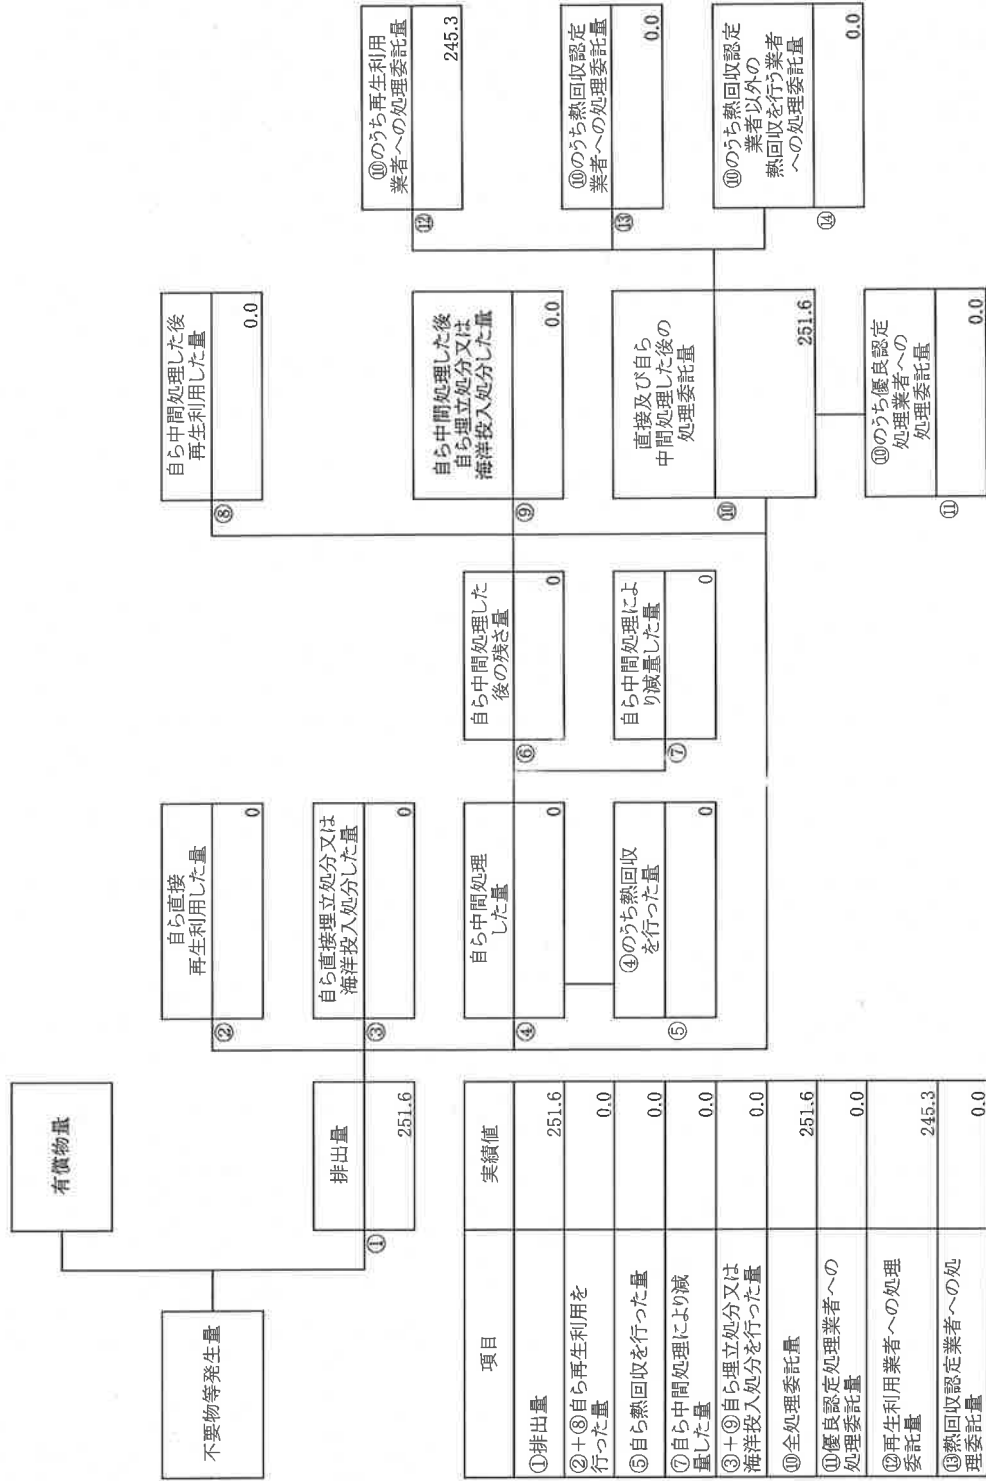 有償物量
不要物等発生量
排出量
①
251.6
②
自ら直接
再生利用した量
0
③
自ら直接埋立処分又は
海洋投入処分した量
0
④
自ら中間処理
した量
0
⑤
④のうち熱回収
を行った量
0
⑥
自ら中間処理した
後の残さ量
0
⑦
自ら中間処理によ
り減量した量
0
⑧
自ら中間処理した後
再生利用した量
0.0
⑨
自ら中間処理した後
自ら埋立処分又は
海洋投入処分した量
0.0
⑩
直接及び自ら
中間処理した後の
処理委託量
251.6
⑪
⑩のうち優良認定
処理業者への
処理委託量
0.0
⑫
⑩のうち再生利用
業者への処理委託量
245.3
⑬
⑩のうち熱回収認定
業者への処理委託量
0.0
⑭
⑩のうち熱回収認定
業者以外の
熱回収を行う業者
への処理委託量
0.0
項目 実績値
①排出量 251.6
②+⑧自ら再生利用を
行った量 0.0
⑤自ら熱回収を行った量 0.0
⑦自ら中間処理により減
量した量 0.0
③+⑨自ら埋立処分又は
海洋投入処分を行った量 0.0
⑩全処理委託量 251.6
⑪優良認定処理業者への
処理委託量 0.0
⑫再生利用業者への処理
委託量 245.3
⑬熱回収認定業者への処
理委託量 0.0